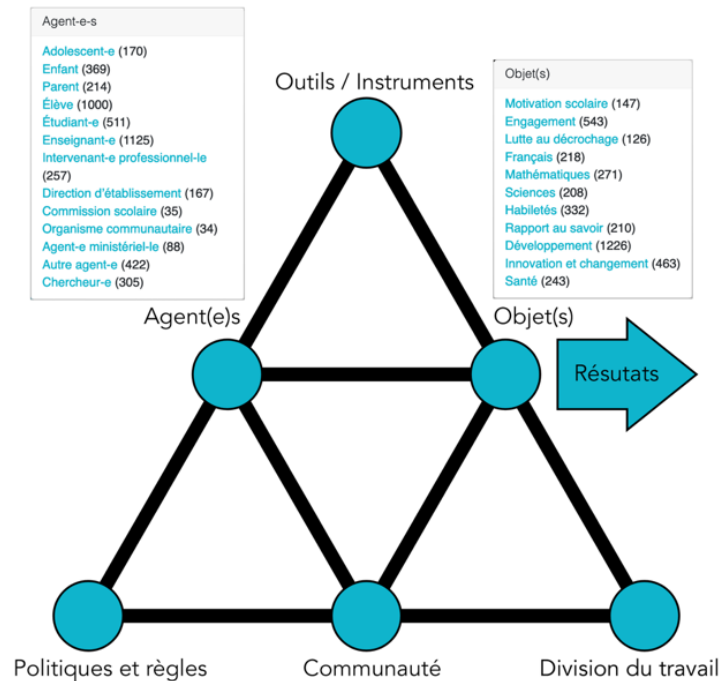 Agent-e-s
Adolescent-e (170)
Enfant (369)
Parent (214)
Élève (1000)
Étudiant-e (511)
Enseignant-e (1125)
Intervenant-e professionnel-le
(257)
Direction d'établissement (167)
Commission scolaire (35)
Organisme communautaire (34)
Agent-e ministériel-le (88)
Autre agent-e (422)
Chercheur-e (305)
Outils / Instruments
Objet(s)
Motivation scolaire (147)
Engagement (543)
Lutte au décrochage (126)
Français (218)
Mathématiques (271)
Sciences (208)
Habiletés (332)
Rapport au savoir (210)
Développement (1226)
Innovation et changement (463)
Santé (243)
Agent(e)s
Objet(s)
Résutats
Politiques et règles
Communauté
Division du travail